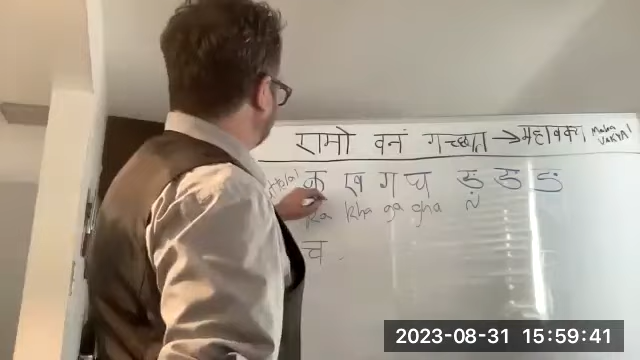 रामो वनं गच्छति → महावाक्य Maha VakYA!
क ख ग घ ङ ङ ङ
ka kha ga gha ñ
च
2023-08-31 15:59:41